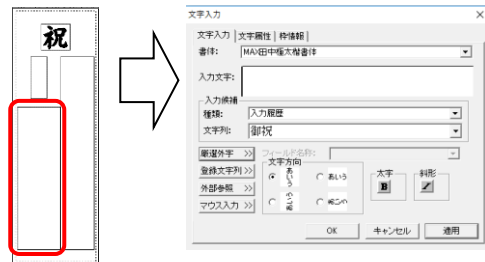 祝
文字入力
文字入力 文字属性 枠情報
書体: MAX田中極太楷書体
入力文字:
入力候補
種類: 入力履歴
文字列: 御祝
厳選外字 >> フィールド名称:
登録文字列 >>
外部参照 >>
マウス入力 >>
文字方向
あいう
あいう
太字
B
斜形
I
OK キャンセル 適用